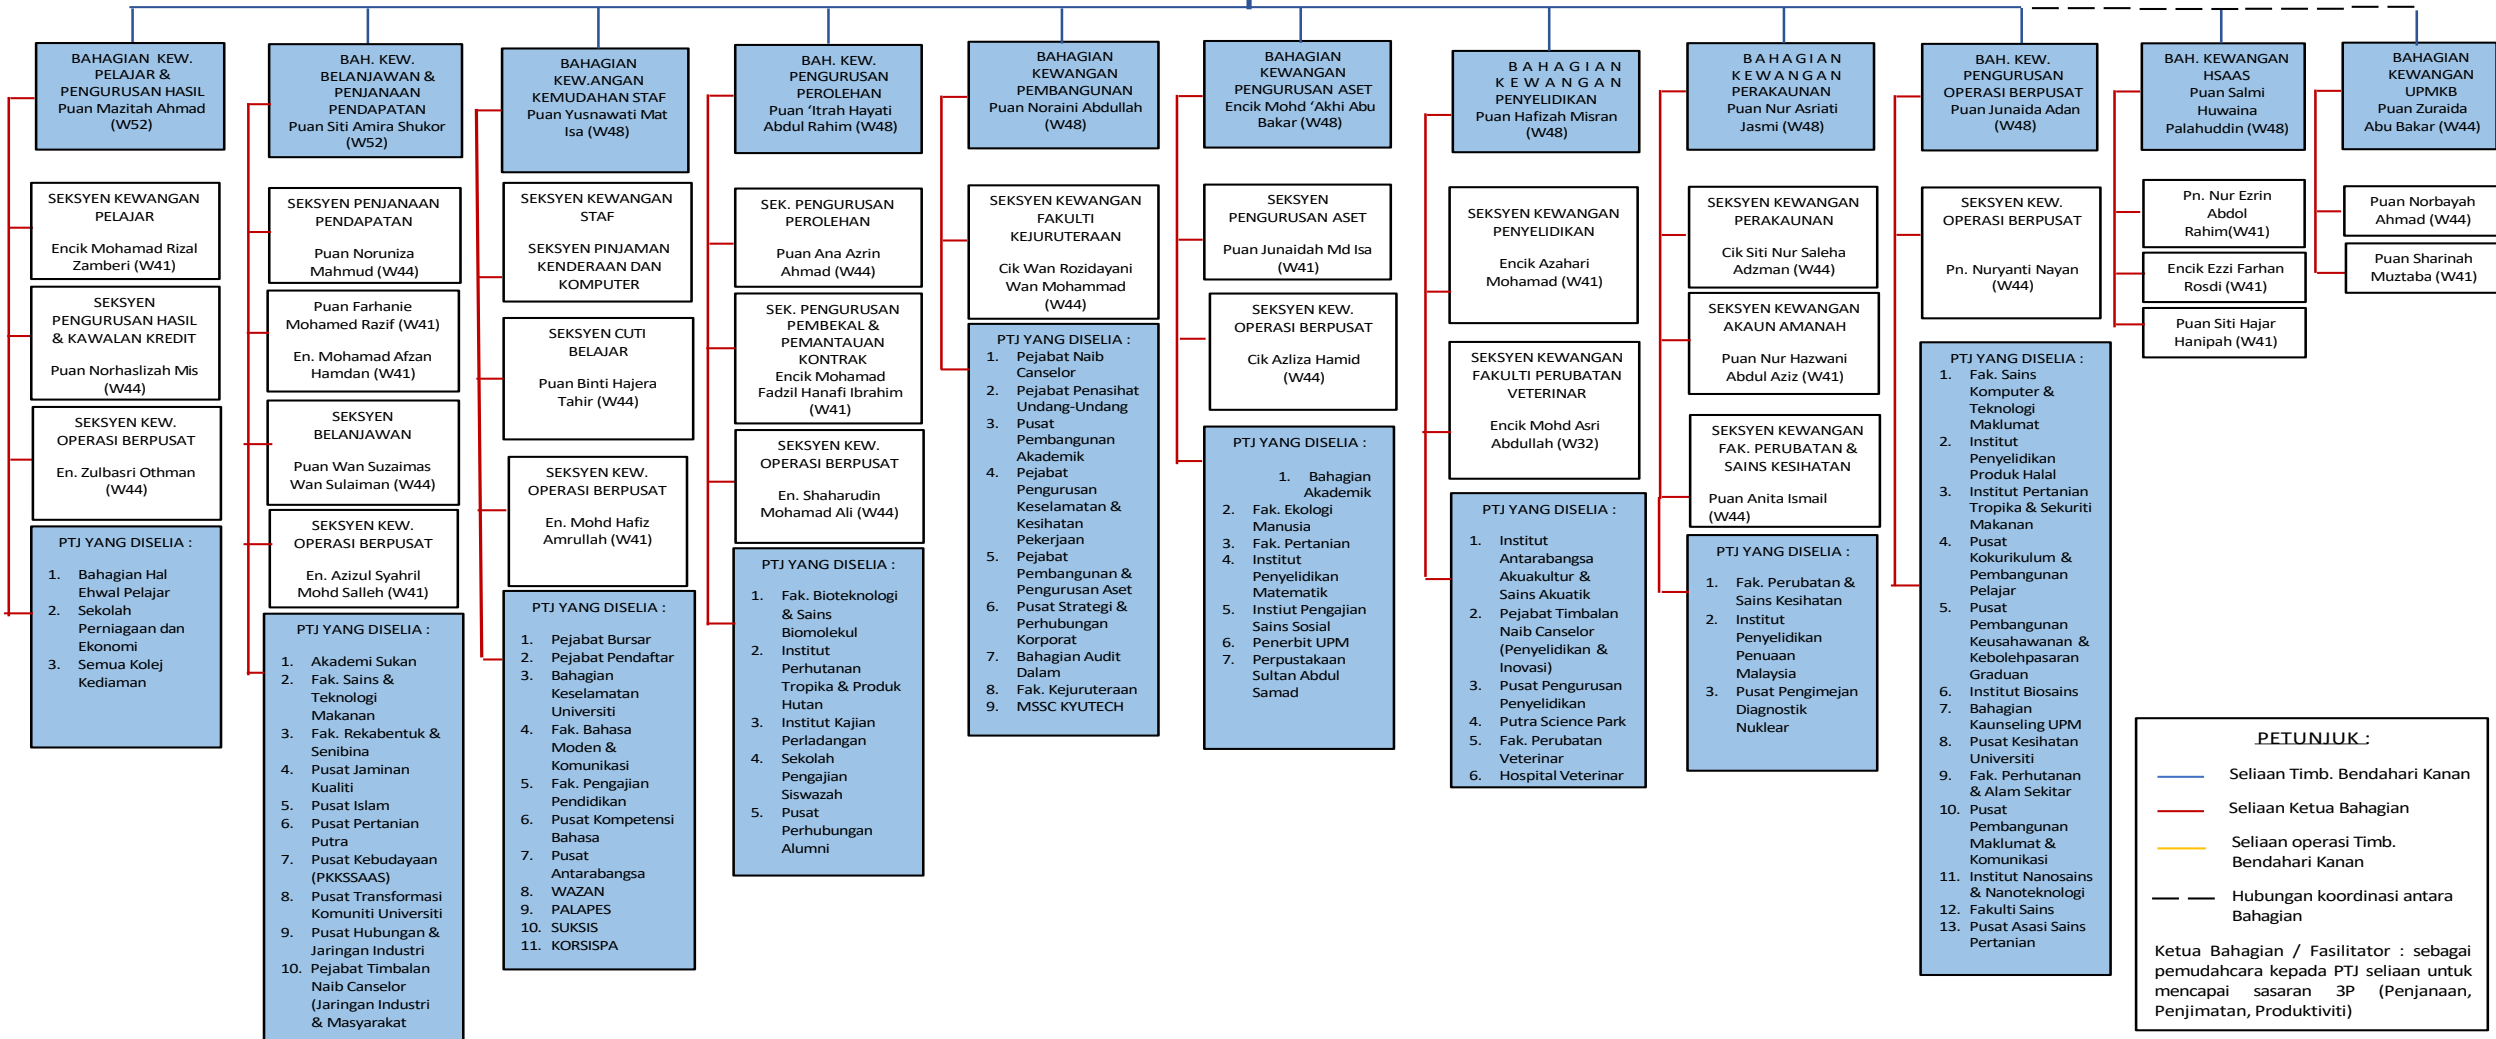 BAHAGIAN KEW.
PELAJAR &
PENGURUSAN HASIL
Puan Mazitah Ahmad
(W52)
SEKSYEN KEWANGAN
PELAJAR
Encik Mohamad Rizal
Zamberi (W41)
SEKSYEN
PENGURUSAN HASIL
& KAWALAN KREDIT
Puan Norhaslizah Mis
(W44)
SEKSYEN KEW.
OPERASI BERPUSAT
En. Zulbasri Othman
(W44)
PTJ YANG DISELIA :
1. Bahagian Hal
Ehwal Pelajar
2. Sekolah
Perniagaan dan
Ekonomi
3. Semua Kolej
Kediaman
BAH. KEW.
BELANJAWAN &
PENJANAAN
PENDAPATAN
Puan Siti Amira Shukor
(W52)
SEKSYEN PENJANAAN
PENDAPATAN
Puan Noruniza
Mahmud (W44)
Puan Farhanie
Mohamed Razif (W41)
En. Mohamad Afzan
Hamdan (W41)
SEKSYEN
BELANJAWAN
Puan Wan Suzaimas
Wan Sulaiman (W44)
SEKSYEN KEW.
OPERASI BERPUSAT
En. Azizul Syahril
Mohd Salleh (W41)
PTJ YANG DISELIA :
1. Akademi Sukan
2. Fak. Sains &
Teknologi
Makanan
3. Fak. Rekabentuk &
Senibina
4. Pusat Jaminan
Kualiti
5. Pusat Islam
6. Pusat Pertanian
Putra
7. Pusat Kebudayaan
(PKKSSAAS)
8. Pusat Transformasi
Komuniti Universiti
9. Pusat Hubungan &
Jaringan Industri
10. Pejabat Timbalan
Naib Canselor
(Jaringan Industri
& Masyarakat
BAHAGIAN
KEW.ANGAN
KEMUDAHAN STAF
Puan Yusnawati Mat
Isa (W48)
SEKSYEN KEWANGAN
STAF
SEKSYEN PINJAMAN
KENDERAAN DAN
KOMPUTER
SEKSYEN CUTI
BELAJAR
Puan Binti Hajera
Tahir (W44)
SEKSYEN KEW.
OPERASI BERPUSAT
En. Mohd Hafiz
Amrullah (W41)
PTJ YANG DISELIA :
1. Pejabat Bursar
2. Pejabat Pendaftar
3. Bahagian
Keselamatan
Universiti
4. Fak. Bahasa
Moden &
Komunikasi
5. Fak. Pengajian
Pendidikan
6. Pusat Kompetensi
Bahasa
7. Pusat
Antarabangsa
8. WAZAN
9. PALAPES
10. SUKSIS
11. KORSISPA
BAH. KEW.
PENGURUSAN
PEROLEHAN
Puan ‘Itrah Hayati
Abdul Rahim (W48)
SEK. PENGURUSAN
PEROLEHAN
Puan Ana Azrin
Ahmad (W44)
SEK. PENGURUSAN
PEMBEKAL &
PEMANTAUAN
KONTRAK
Encik Mohamad
Fadzil Hanafi Ibrahim
(W41)
SEKSYEN KEW.
OPERASI BERPUSAT
En. Shaharudin
Mohamad Ali (W44)
PTJ YANG DISELIA :
1. Fak. Bioteknologi
& Sains
Biomolekul
2. Institut
Perhutanan
Tropika & Produk
Hutan
3. Institut Kajian
Perladangan
4. Sekolah
Pengajian
Siswazah
5. Pusat
Perhubungan
Alumni
BAHAGIAN
KEWANGAN
PEMBANGUNAN
Puan Noraini Abdullah
(W48)
SEKSYEN KEWANGAN
FAKULTI
KEJURUTERAAN
Cik Wan Rozidayani
Wan Mohammad
(W44)
PTJ YANG DISELIA :
1. Pejabat Naib
Canselor
2. Pejabat Penasihat
Undang-Undang
3. Pusat
Pembangunan
Akademik
4. Pejabat
Pengurusan
Keselamatan &
Kesihatan
Pekerjaan
5. Pejabat
Pembangunan &
Pengurusan Aset
6. Pusat Strategi &
Perhubungan
Korporat
7. Bahagian Audit
Dalam
8. Fak. Kejuruteraan
9. MSSC KYUTECH
BAHAGIAN
KEWANGAN
PENGURUSAN ASET
Encik Mohd ‘Akhi Abu
Bakar (W48)
SEKSYEN
PENGURUSAN ASET
Puan Junaidah Md Isa
(W41)
SEKSYEN KEW.
OPERASI BERPUSAT
Cik Azliza Hamid
(W44)
PTJ YANG DISELIA :
1. Bahagian
Akademik
2. Fak. Ekologi
Manusia
3. Fak. Pertanian
4. Institut
Penyelidikan
Matematik
5. Instiut Pengajian
Sains Sosial
6. Penerbit UPM
7. Perpustakaan
Sultan Abdul
Samad
B A H A G I A N
K E W A N G A N
PENYELIDIKAN
Puan Hafizah Misran
(W48)
SEKSYEN KEWANGAN
PENYELIDIKAN
Encik Azahari
Mohamad (W41)
SEKSYEN KEWANGAN
FAKULTI PERUBATAN
VETERINAR
Encik Mohd Asri
Abdullah (W32)
PTJ YANG DISELIA :
1. Institut
Antarabangsa
Akuakultur &
Sains Akuatik
2. Pejabat Timbalan
Naib Canselor
(Penyelidikan &
Inovasi)
3. Pusat Pengurusan
Penyelidikan
4. Putra Science Park
5. Fak. Perubatan
Veterinar
6. Hospital Veterinar
B A H A G I A N
K E W A N G A N
PERAKAUNAN
Puan Nur Asriati
Jasmi (W48)
SEKSYEN KEWANGAN
PERAKAUNAN
Cik Siti Nur Saleha
Adzman (W44)
SEKSYEN KEWANGAN
AKAUN AMANAH
Puan Nur Hazwani
Abdul Aziz (W41)
SEKSYEN KEWANGAN
FAK. PERUBATAN &
SAINS KESIHATAN
Puan Anita Ismail
(W44)
PTJ YANG DISELIA :
1. Fak. Perubatan &
Sains Kesihatan
2. Institut
Penyelidikan
Penuaan
Malaysia
3. Pusat Pengimejan
Diagnostik
Nuklear
BAH. KEW.
PENGURUSAN
OPERASI BERPUSAT
Puan Junaida Adan
(W48)
SEKSYEN KEW.
OPERASI BERPUSAT
Pn. Nuryanti Nayan
(W44)
PTJ YANG DISELIA :
1. Fak. Sains
Komputer &
Teknologi
Maklumat
2. Institut
Penyelidikan
Produk Halal
3. Institut Pertanian
Tropika & Sekuriti
Makanan
4. Pusat
Kokurikulum &
Pembangunan
Pelajar
5. Pusat
Pembangunan
Keusahawanan &
Kebolehpasaran
Graduan
6. Institut Biosains
7. Bahagian
Kaunseling UPM
8. Pusat Kesihatan
Universiti
9. Fak. Perhutanan
& Alam Sekitar
10. Pusat
Pembangunan
Maklumat &
Komunikasi
11. Institut Nanosains
& Nanoteknologi
12. Fakulti Sains
13. Pusat Asasi Sains
Pertanian
BAH. KEWANGAN
HSAAS
Puan Salmi
Huwaina
Palahuddin (W48)
Pn. Nur Ezrin
Abdol
Rahim(W41)
Encik Ezzi Farhan
Rosdi (W41)
Puan Siti Hajar
Hanipah (W41)
BAHAGIAN
KEWANGAN
UPMKB
Puan Zuraida
Abu Bakar (W44)
Puan Norbayah
Ahmad (W44)
Puan Sharinah
Muztaba (W41)
PETUNJUK :
Seliaan Timb. Bendahari Kanan
Seliaan Ketua Bahagian
Seliaan operasi Timb.
Bendahari Kanan
Hubungan koordinasi antara
Bahagian
Ketua Bahagian / Fasilitator : sebagai
pemudahcara kepada PTJ seliaan untuk
mencapai sasaran 3P (Penjanaan,
Penjimatan, Produktiviti)